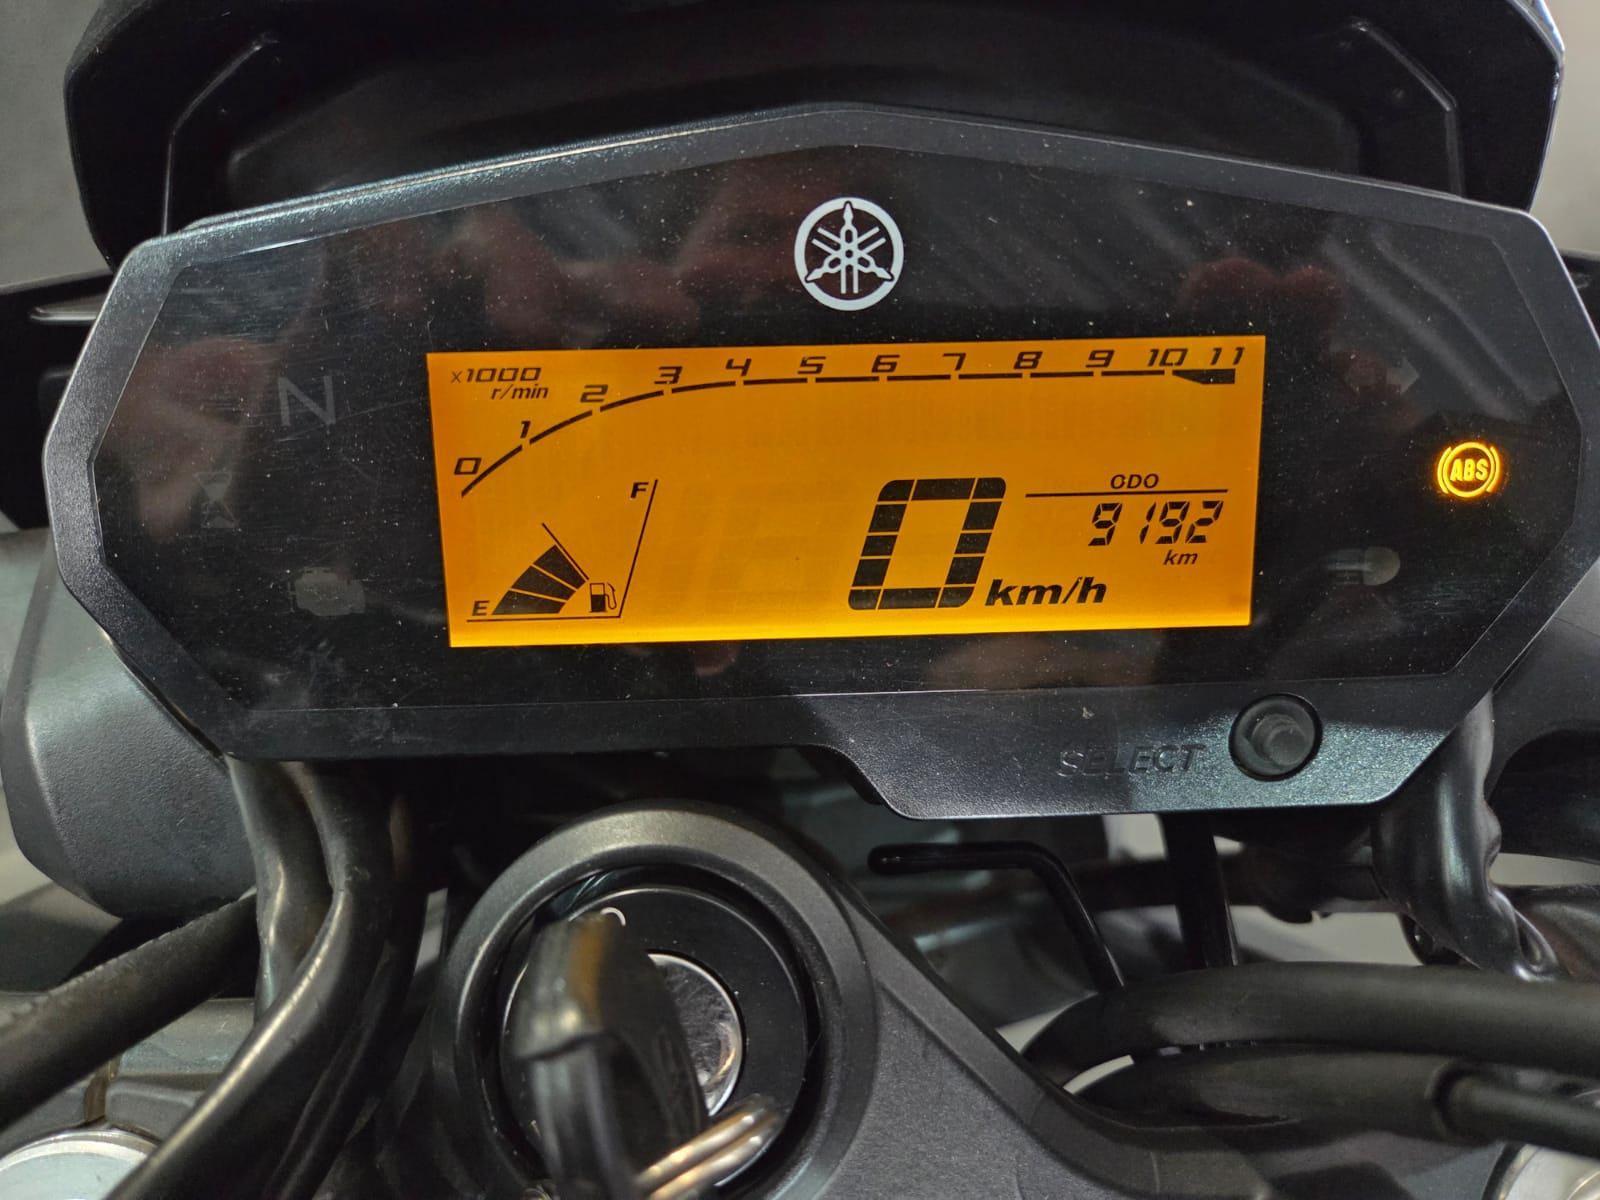 0 1 2 3 4 5 6 7 8 9 10 11
x1000
r/min
N
F
E
0 km/h
ODO
9192
km
ABS
SELECT